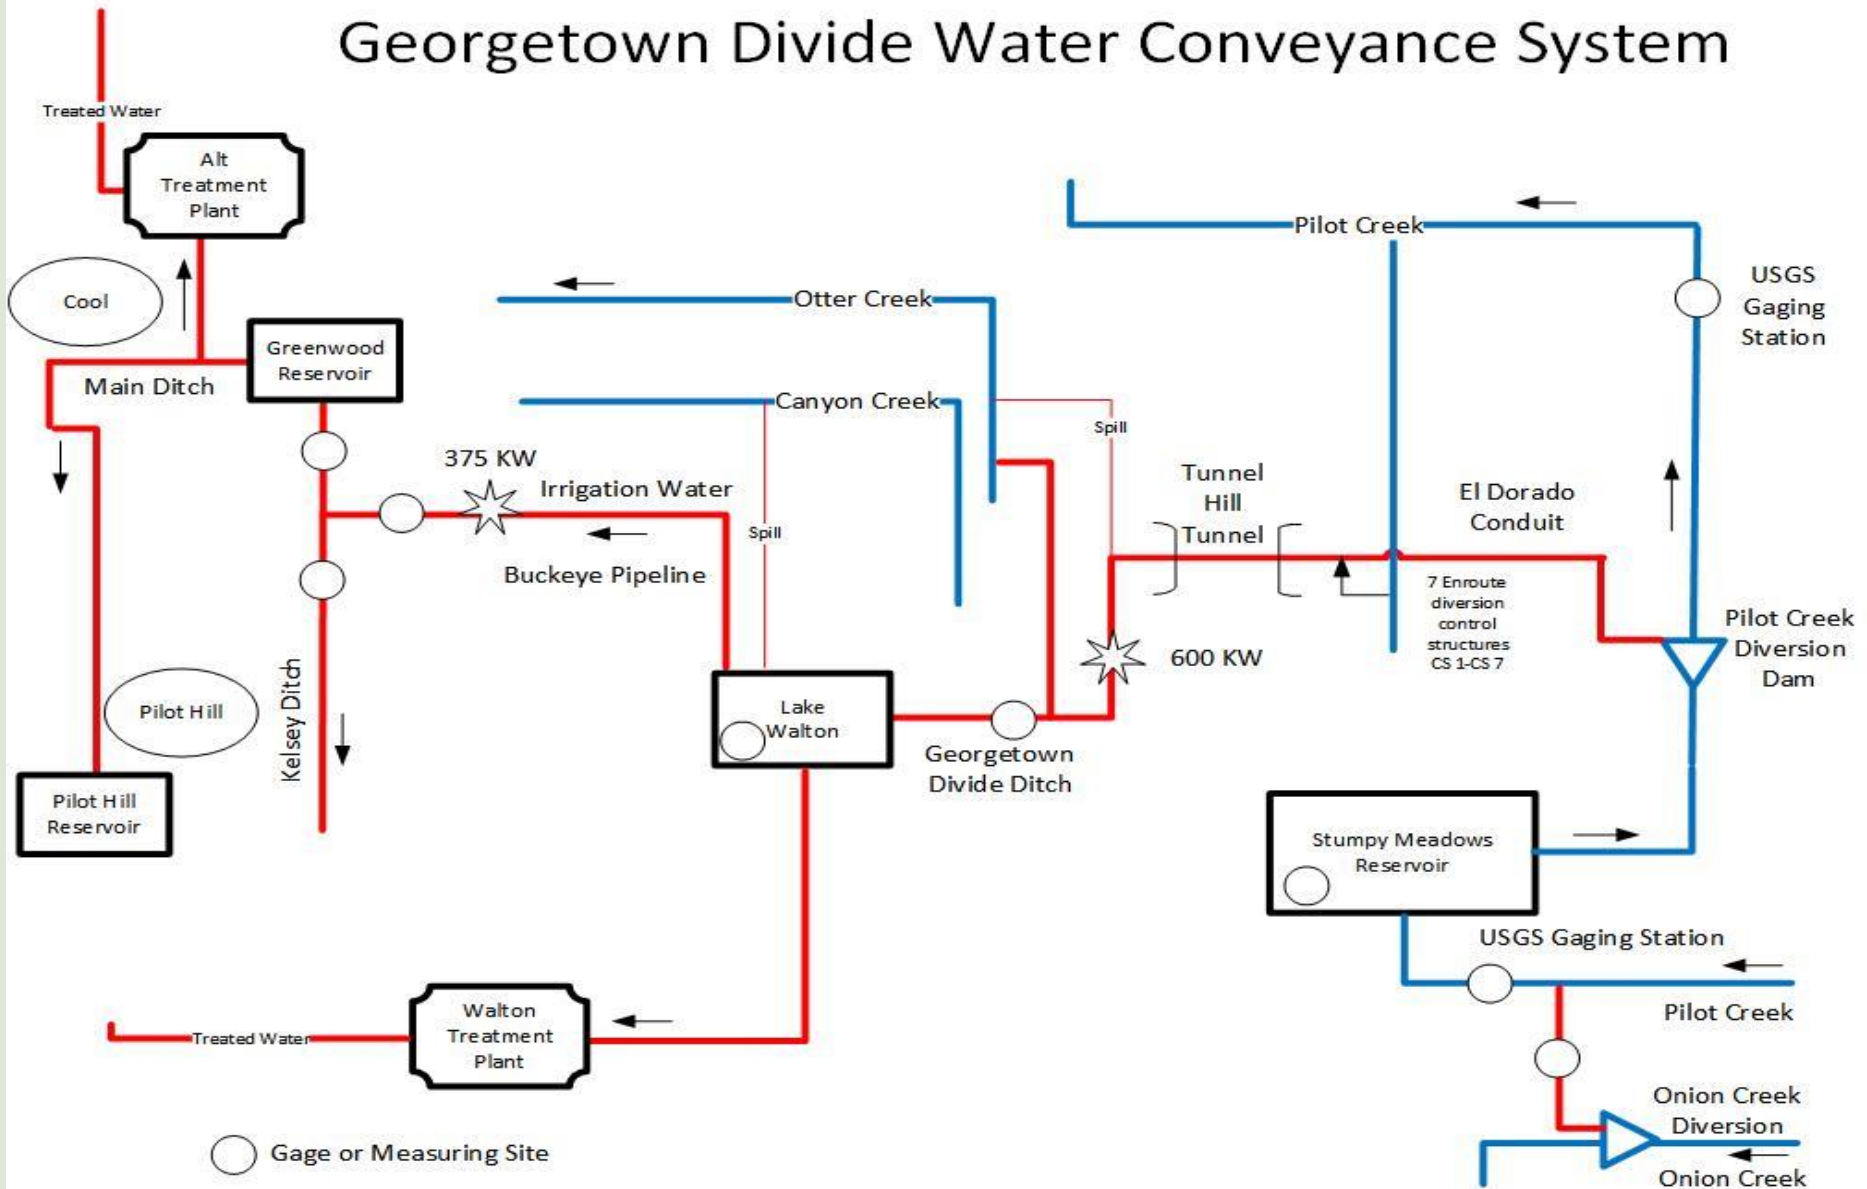 Georgetown Divide Water Conveyance System
Treated Water
Alt
Treatment
Plant
Cool
Greenwood
Reservoir
Main Ditch
Pilot Creek
USGS
Gaging
Station
Otter Creek
Canyon Creek
Spill
375 KW
Irrigation Water
Spill
Buckeye Pipeline
Tunnel
Hill
Tunnel
El Dorado
Conduit
7 Enroute
diversion
control
structures
CS 1-CS 7
Pilot Creek
Diversion
Dam
600 KW
Kelsey Ditch
Pilot Hill
Lake
Walton
Georgetown
Divide Ditch
Pilot Hill
Reservoir
Stumpy Meadows
Reservoir
USGS Gaging Station
Pilot Creek
Walton
Treatment
Plant
Treated Water
Onion Creek
Diversion
Onion Creek
Gage or Measuring Site